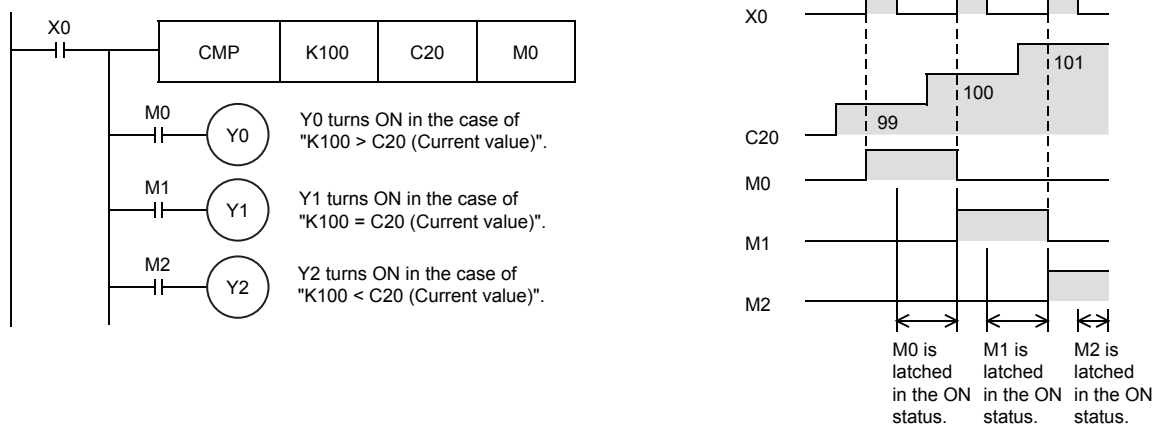 X0
CMP K100 C20 M0
M0
Y0
Y0 turns ON in the case of
"K100 > C20 (Current value)".
M1
Y1
Y1 turns ON in the case of
"K100 = C20 (Current value)".
M2
Y2
Y2 turns ON in the case of
"K100 < C20 (Current value)".
X0
101
100
99
C20
M0
M1
M2
M0 is
latched
in the ON
status.
M1 is
latched
in the ON
status.
M2 is
latched
in the ON
status.